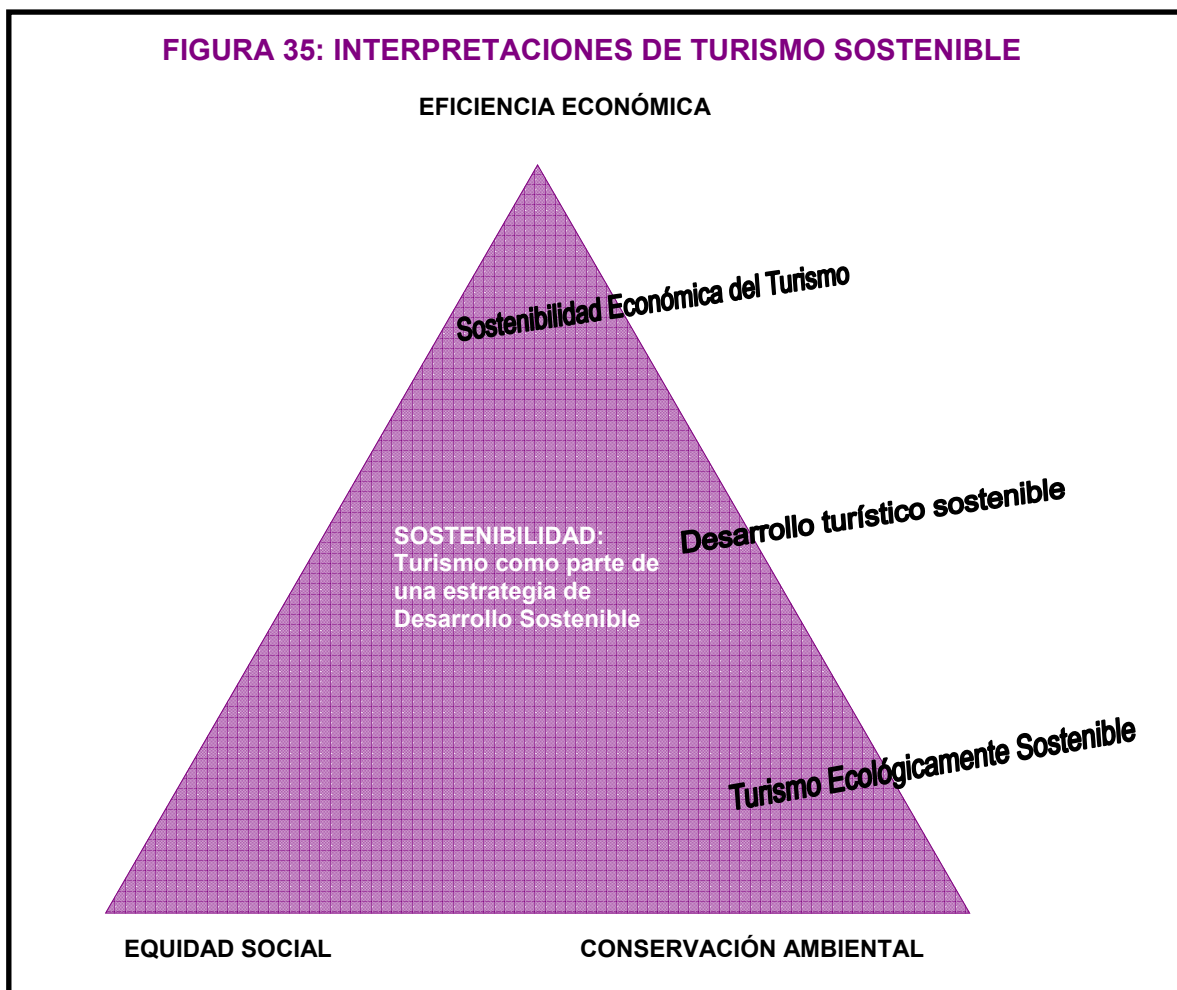 FIGURA 35: INTERPRETACIONES DE TURISMO SOSTENIBLE
EFICIENCIA ECONÓMICA
Sostenibilidad Económica del Turismo
Desarrollo turístico sostenible
SOSTENIBILIDAD:
Turismo como parte de
una estrategia de
Desarrollo Sostenible
Turismo Ecológicamente Sostenible
EQUIDAD SOCIAL
CONSERVACIÓN AMBIENTAL